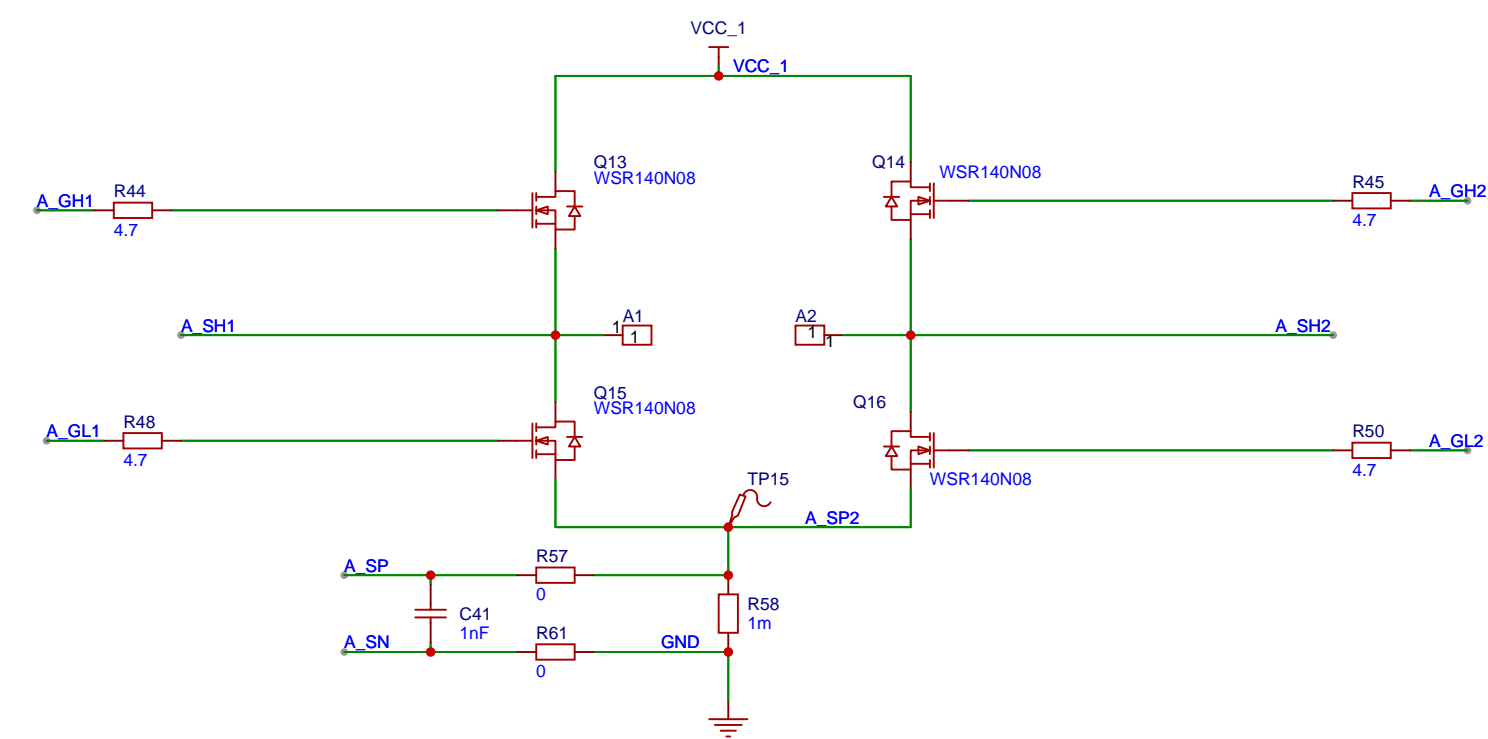 VCC_1
VCC_1
Q13
WSR140N08
Q14
WSR140N08
A_GH1
R44
4.7
R45
4.7
A_GH2
A_SH1
1
A1
1
A2
1
1
A_SH2
Q15
WSR140N08
Q16
WSR140N08
A_GL1
R48
4.7
R50
4.7
A_GL2
TP15
A_SP2
A_SP
R57
0
C41
1nF
R58
1m
A_SN
R61
0
GND